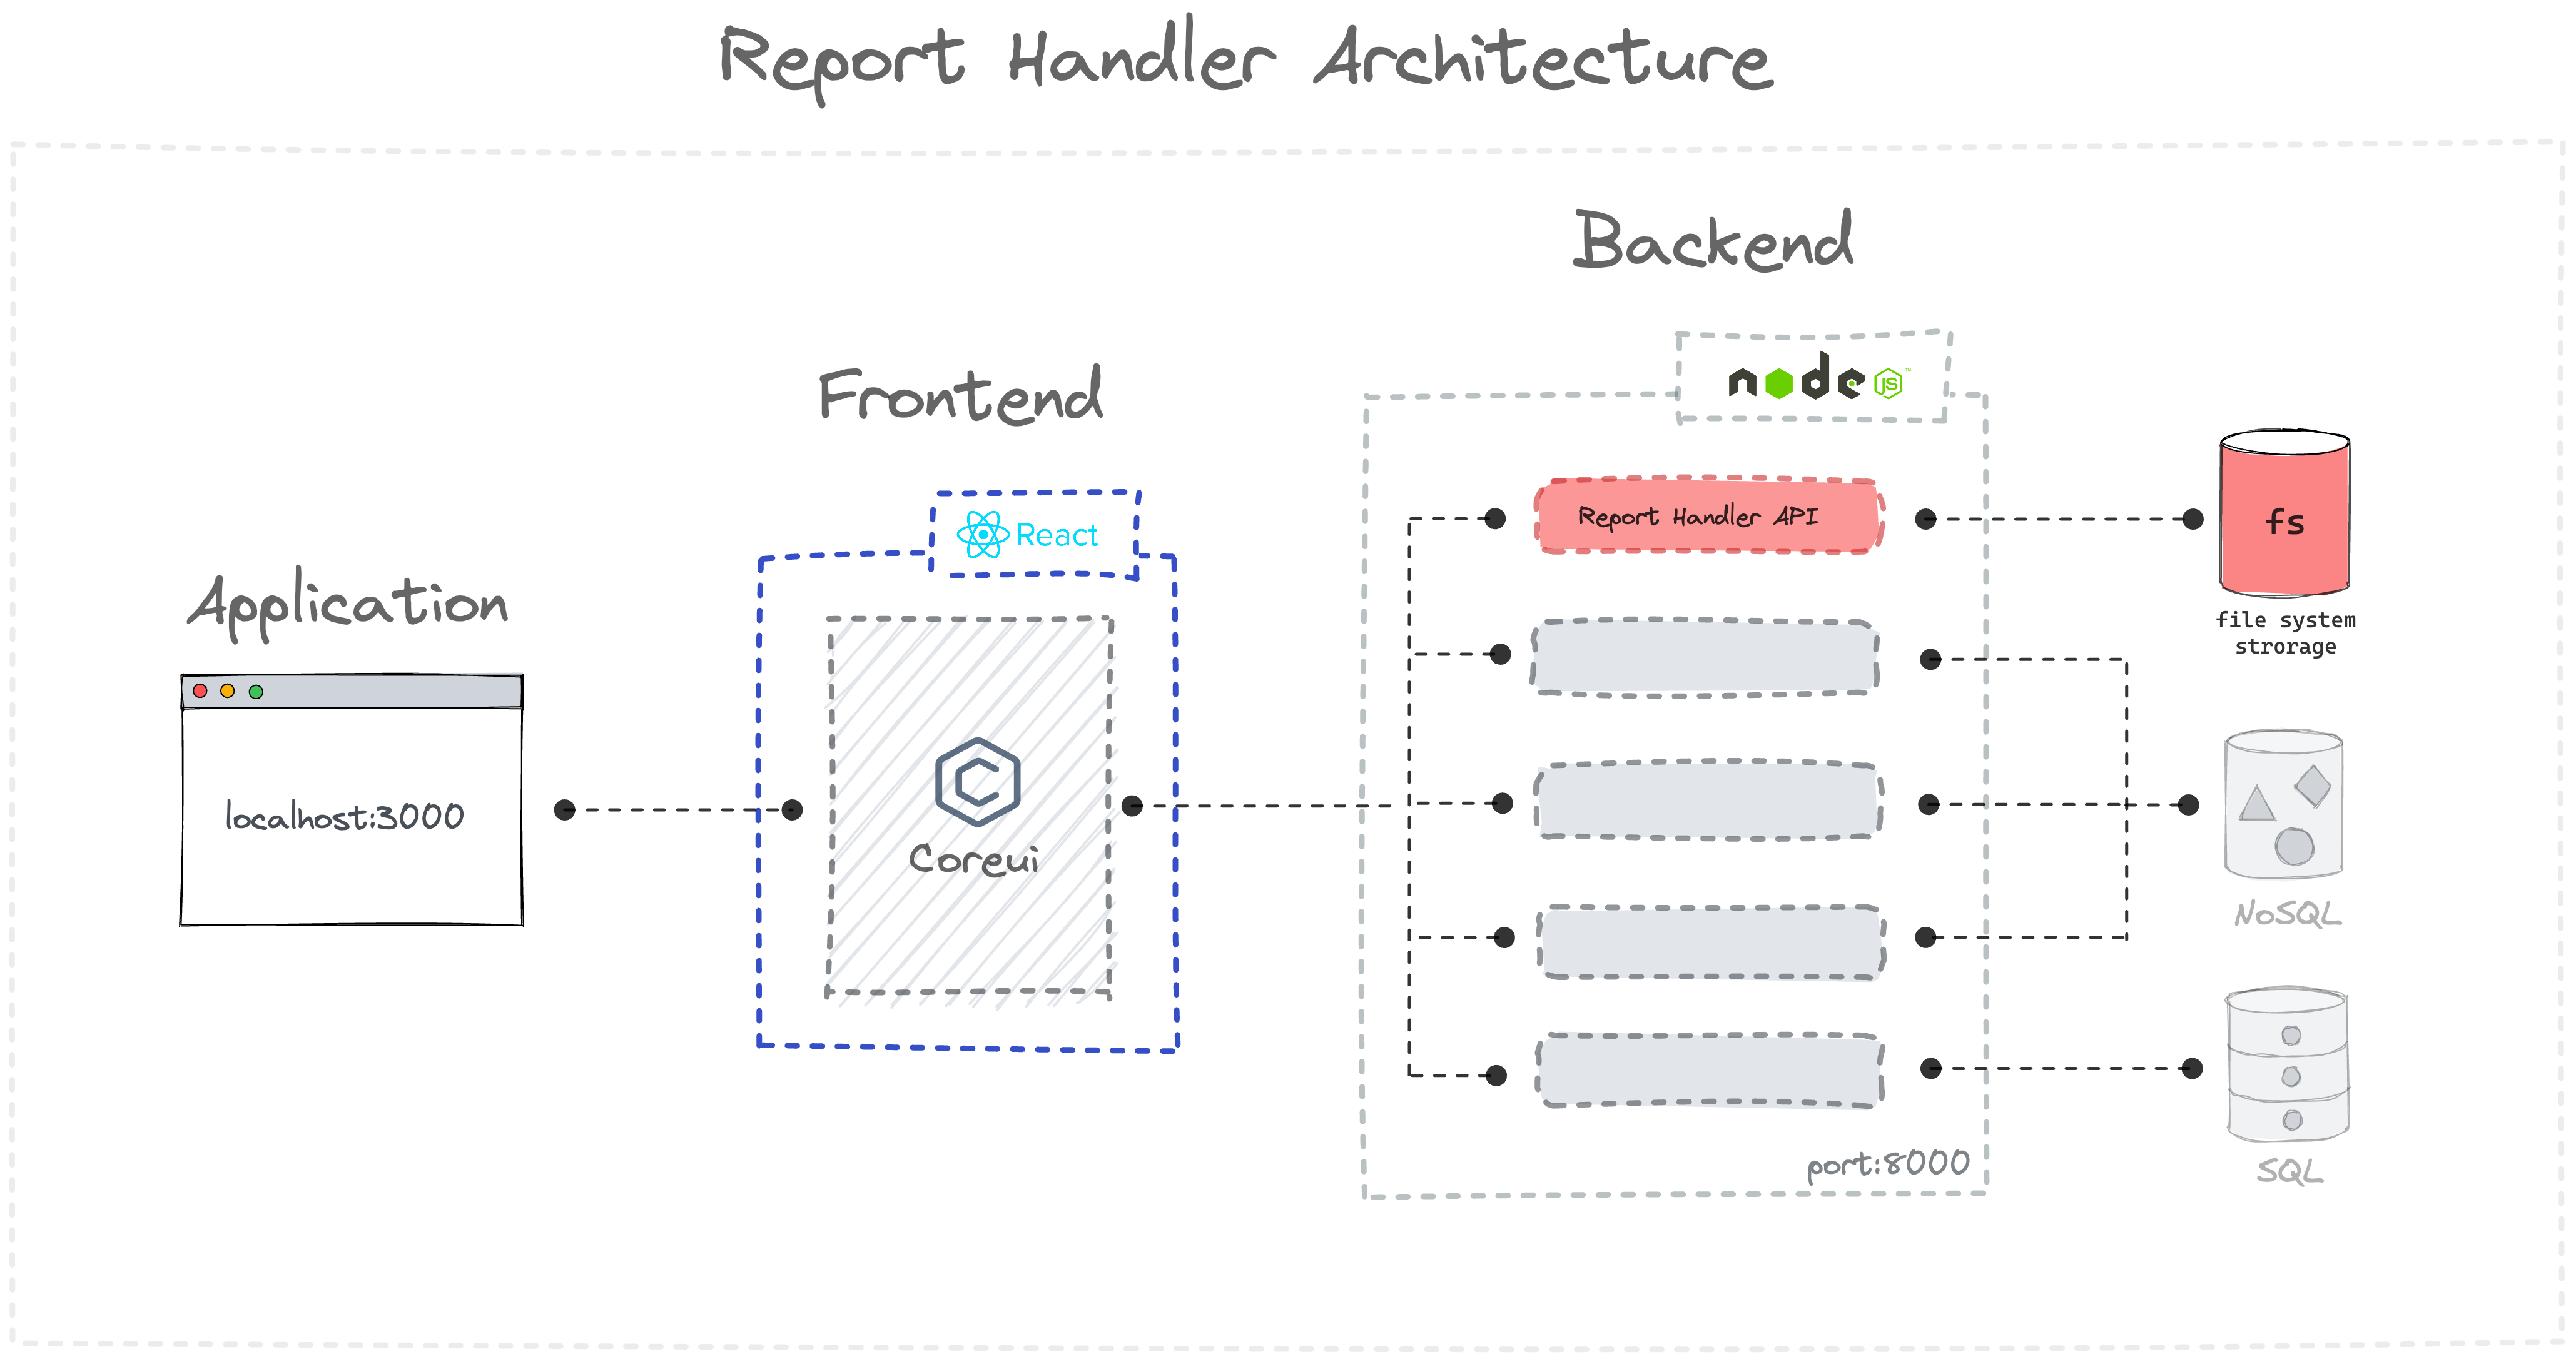 Report Handler Architecture
Backend
node JS™
Frontend
React
Report Handler API
fs
Application
file system
strorage
localhost:3000
Coreui
NoSQL
port:8000
SQL